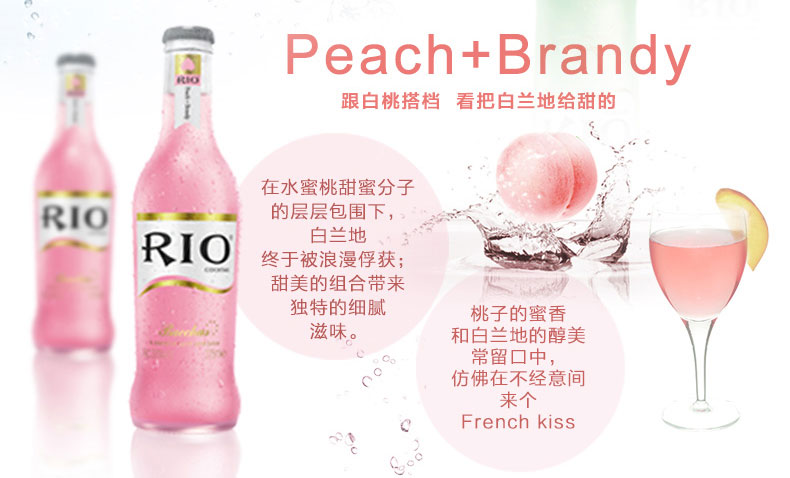 Peach+Brandy
跟白桃搭档 看把白兰地给甜的
在水蜜桃甜蜜分子
的层层包围下，
白兰地
终于被浪漫俘获；
甜美的组合带来
独特的细腻
滋味。
桃子的蜜香
和白兰地的醇美
常留口中，
仿佛在不经意间
来个
French kiss
RIO
RIO
RIO
COCKTAIL
RIO